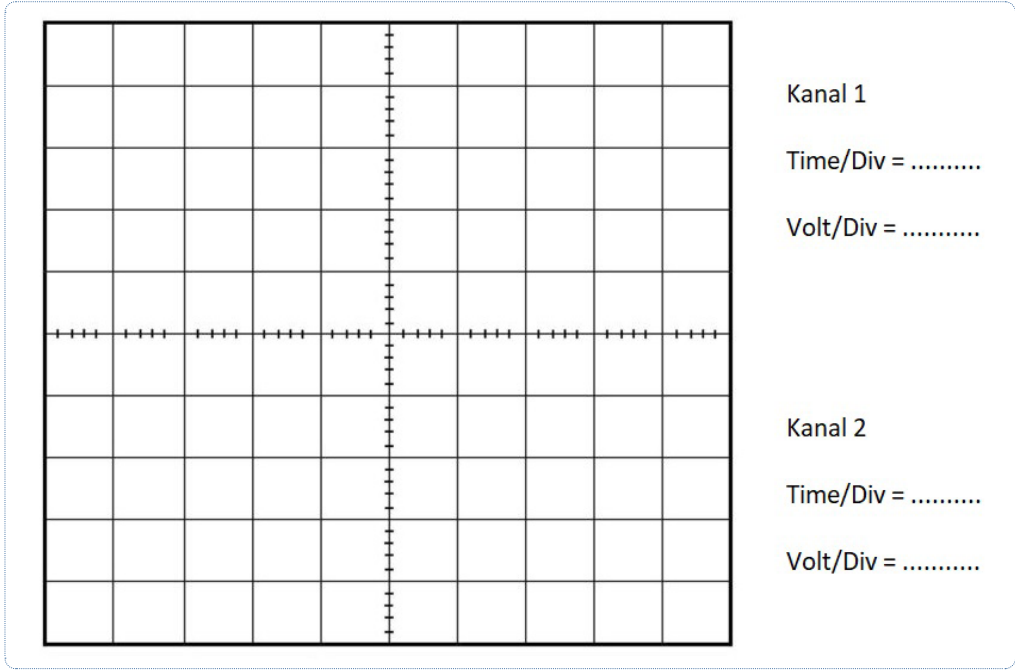 Kanal 1
Time/Div = ..........
Volt/Div = ...........
Kanal 2
Time/Div = ..........
Volt/Div = ...........